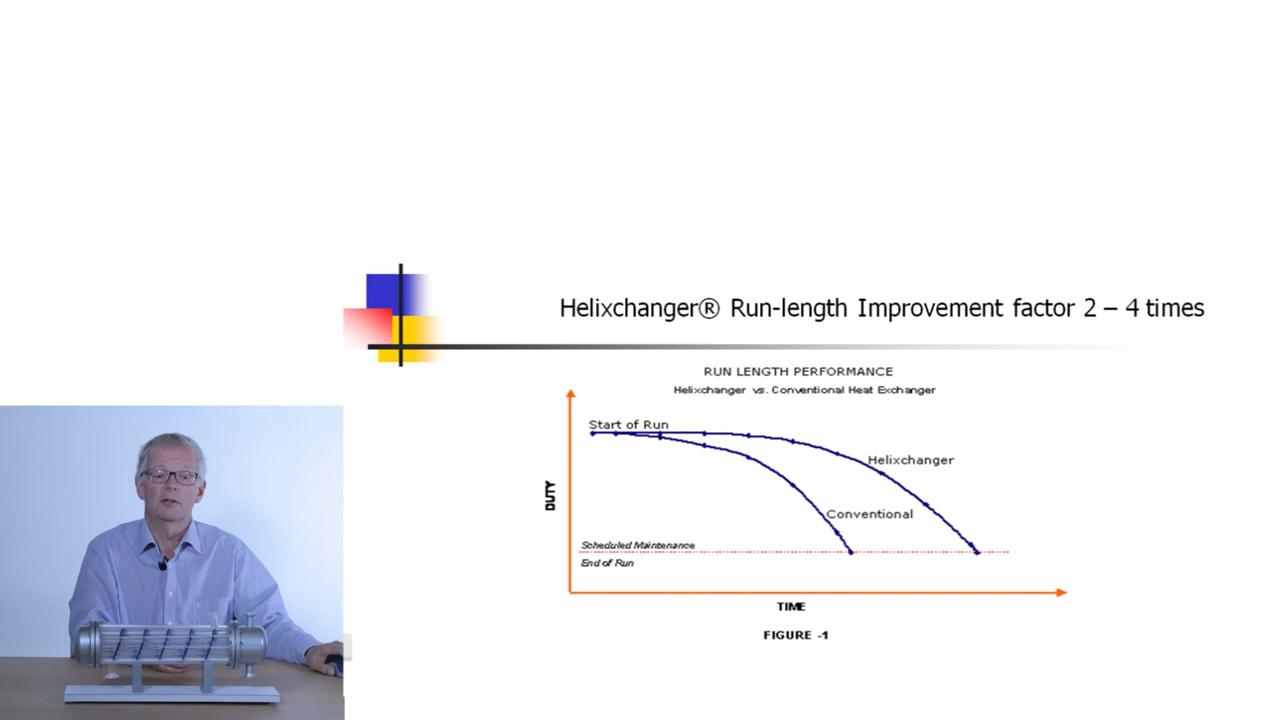 Helixchanger® Run-length Improvement factor 2 – 4 times
RUN LENGTH PERFORMANCE
Helixchanger vs. Conventional Heat Exchanger
Start of Run
Helixchanger
DUTY
Conventional
Scheduled Maintenance
End of Run
TIME
FIGURE -1